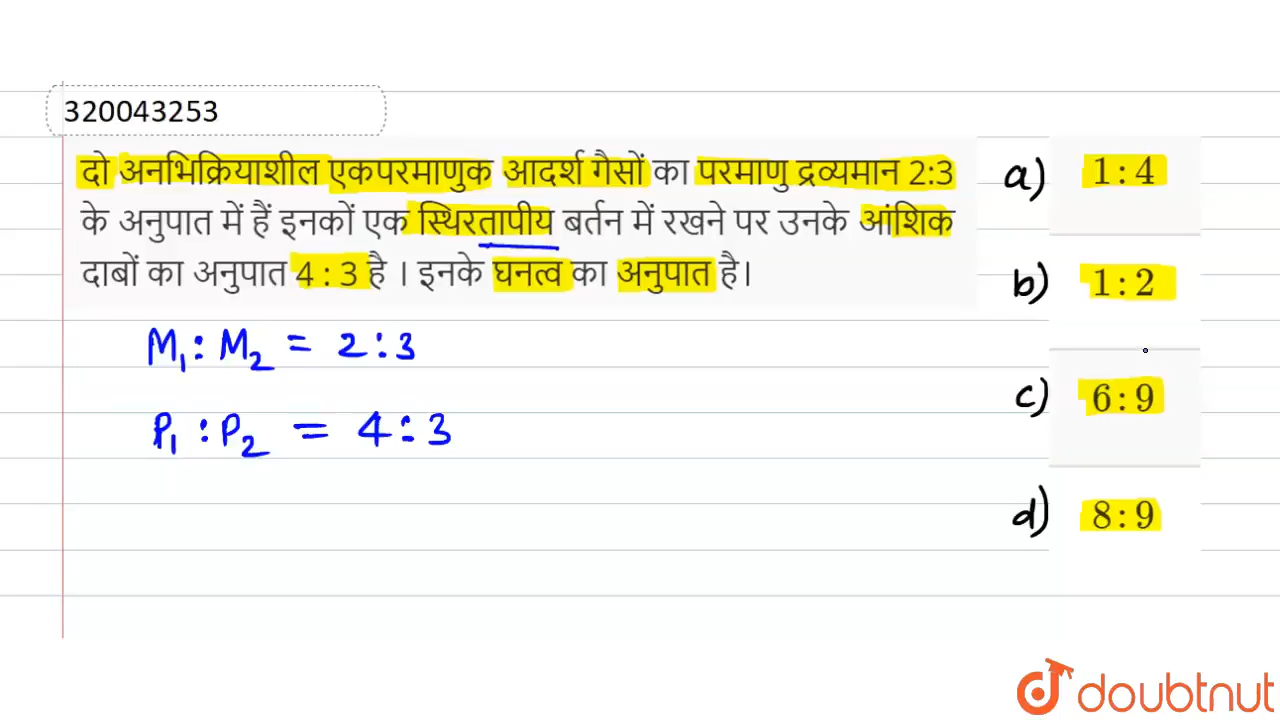 320043253
दो अनभिक्रियाशील एकपरमाणुक आदर्श गैसों का परमाणु द्रव्यमान 2:3
के अनुपात में हैं इनकों एक स्थिरतापीय बर्तन में रखने पर उनके आंशिक
दाबों का अनुपात 4 : 3 है । इनके घनत्व का अनुपात है।
M1 : M2 = 2 : 3
P1 : P2 = 4 : 3
a) 1 : 4
b) 1 : 2
c) 6 : 9
d) 8 : 9
doubtnut